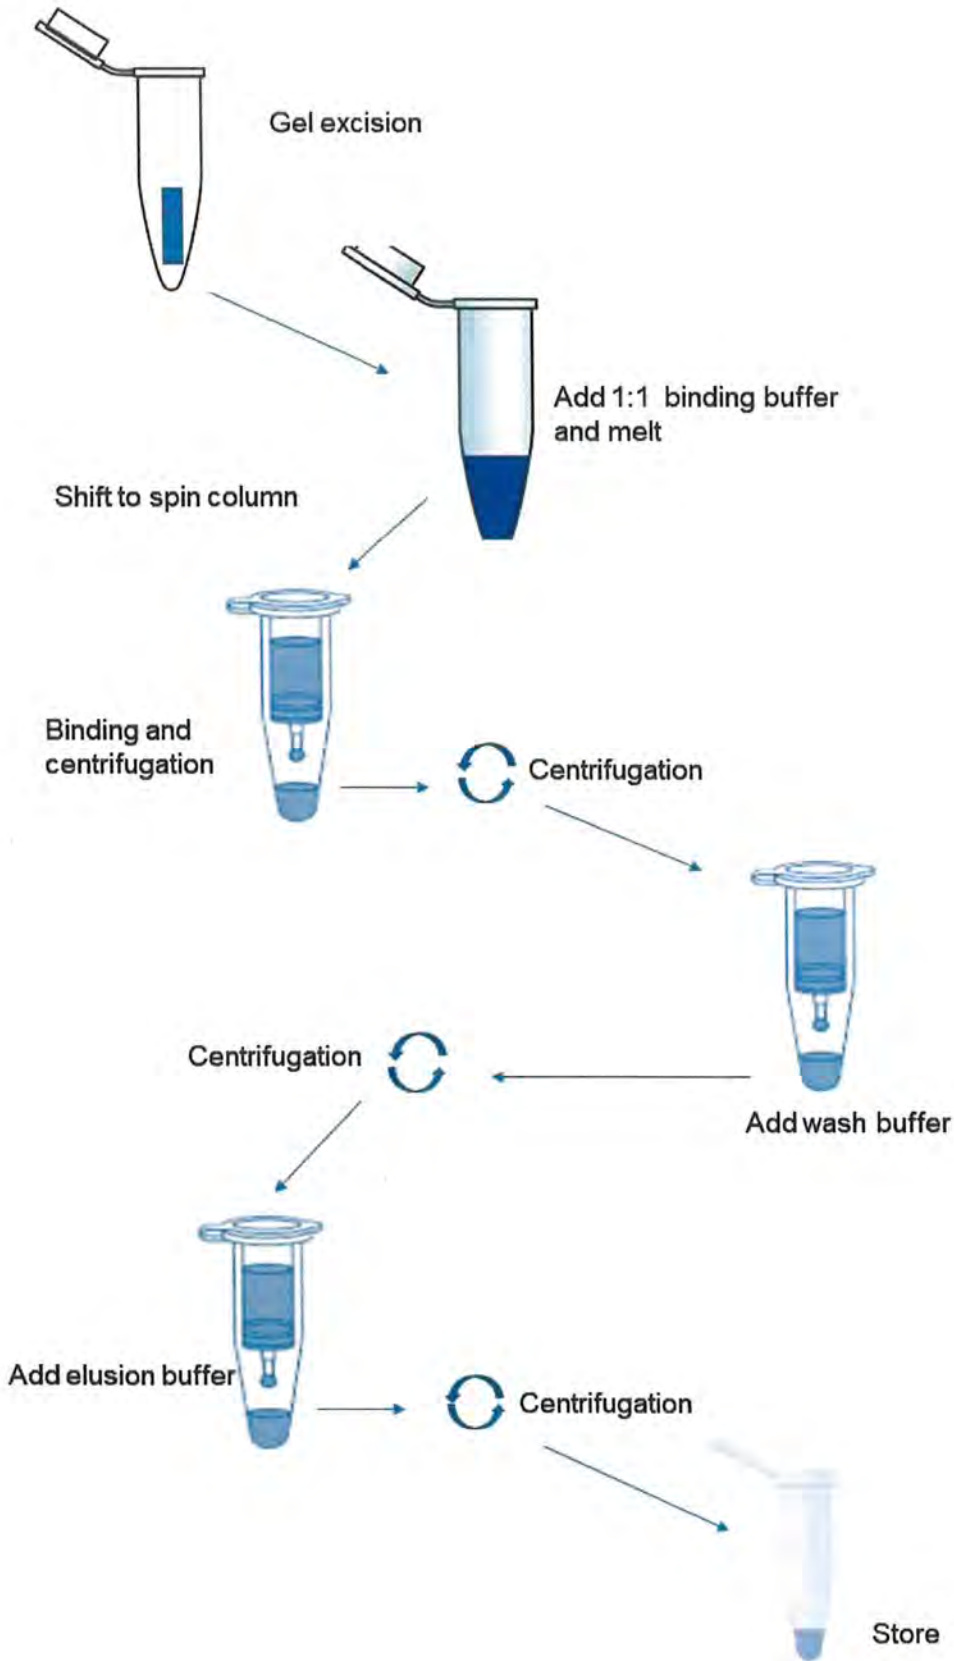 Gel excision
Add 1:1 binding buffer
and melt
Shift to spin column
Binding and
centrifugation
Centrifugation
Centrifugation
Add wash buffer
Add elusion buffer
Centrifugation
Store